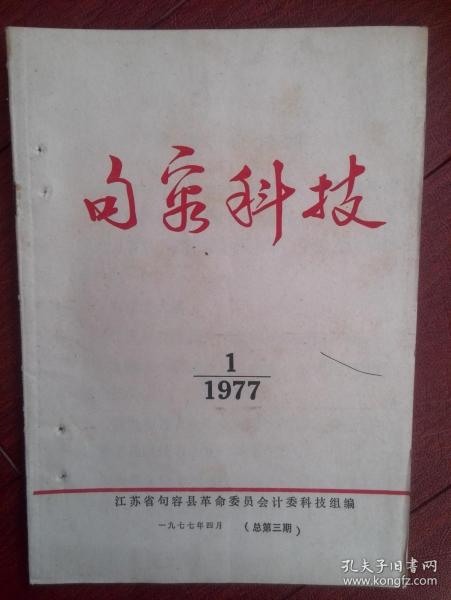 句容科技
1
1977
江苏省句容县革命委员会计委科技组编
一九七七年四月 (总第三期)
孔夫子旧书网
www.kongfz.com